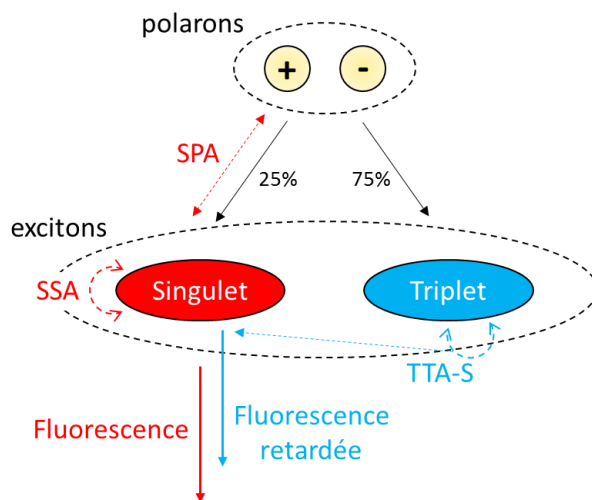 polarons
+ -
SPA
25% 75%
excitons
SSA Singulet Triplet
TTA-S
Fluorescence
Fluorescence
retardée